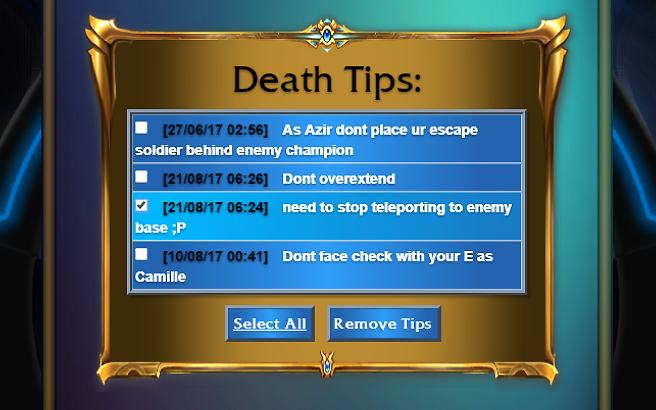 Death Tips:
[27/06/17 02:56] As Azir dont place ur escape
soldier behind enemy champion
[21/08/17 06:26] Dont overextend
[21/08/17 06:24] need to stop teleporting to enemy
base ;P
[10/08/17 00:41] Dont face check with your E as
Camille
Select All Remove Tips